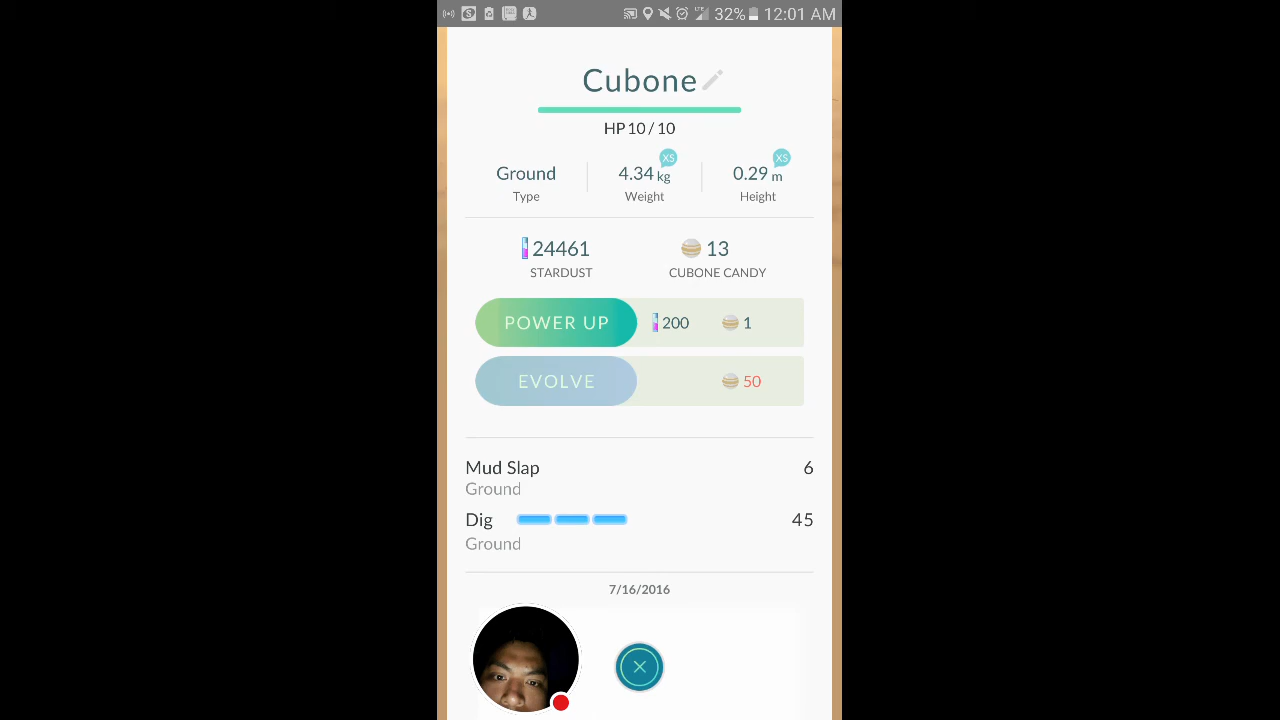 32% 12:01 AM
Cubone
HP 10 / 10
XS XS
Ground 4.34 kg 0.29 m
Type Weight Height
24461 13
STARDUST CUBONE CANDY
POWER UP 200 1
EVOLVE 50
Mud Slap 6
Ground
Dig 45
Ground
7/16/2016